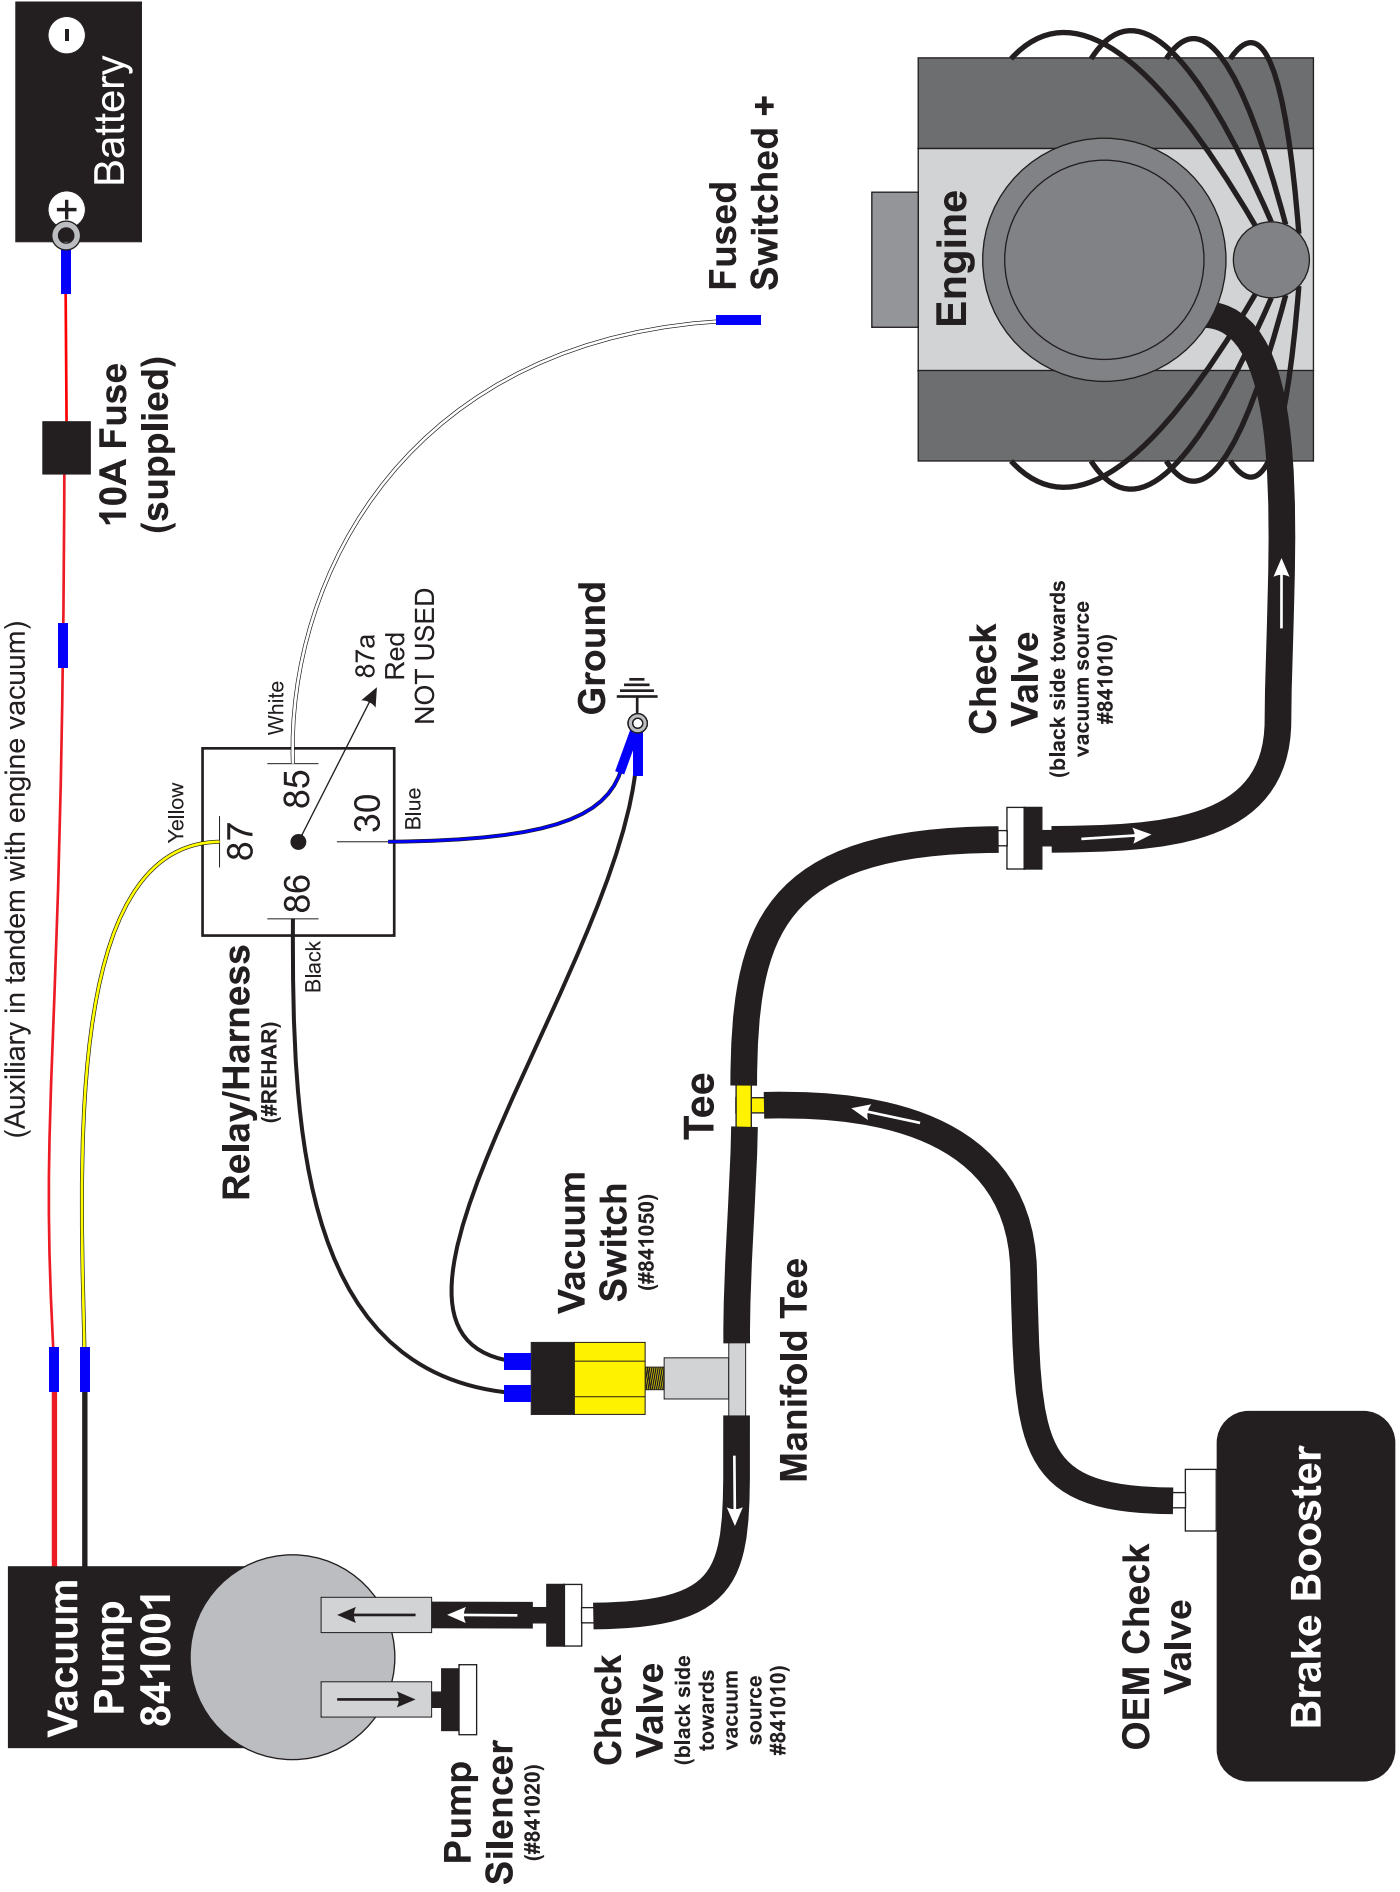 (Auxiliary in tandem with engine vacuum)
Vacuum
Pump
841001
Pump
Silencer
(#841020)
Check
Valve
(black side
towards
vacuum
source
#841010)
OEM Check
Valve
Brake Booster
Manifold Tee
Vacuum
Switch
(#841050)
Tee
Relay/Harness
(#REHAR)
Black
Yellow
White
Blue
87
86
85
30
87a
Red
NOT USED
Ground
Check
Valve
(black side towards
vacuum source
#841010)
10A Fuse
(supplied)
Fused
Switched +
Engine
Battery
+
-